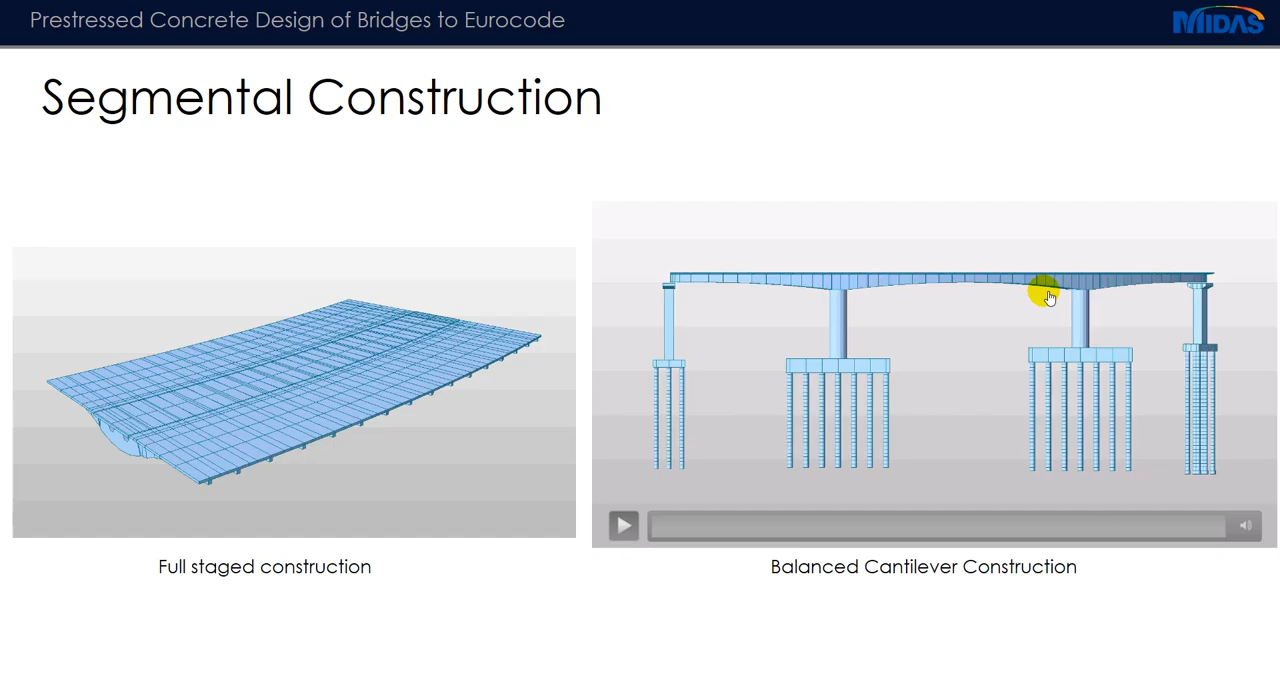 Prestressed Concrete Design of Bridges to Eurocode
MIDAS
Segmental Construction
Full staged construction
Balanced Cantilever Construction